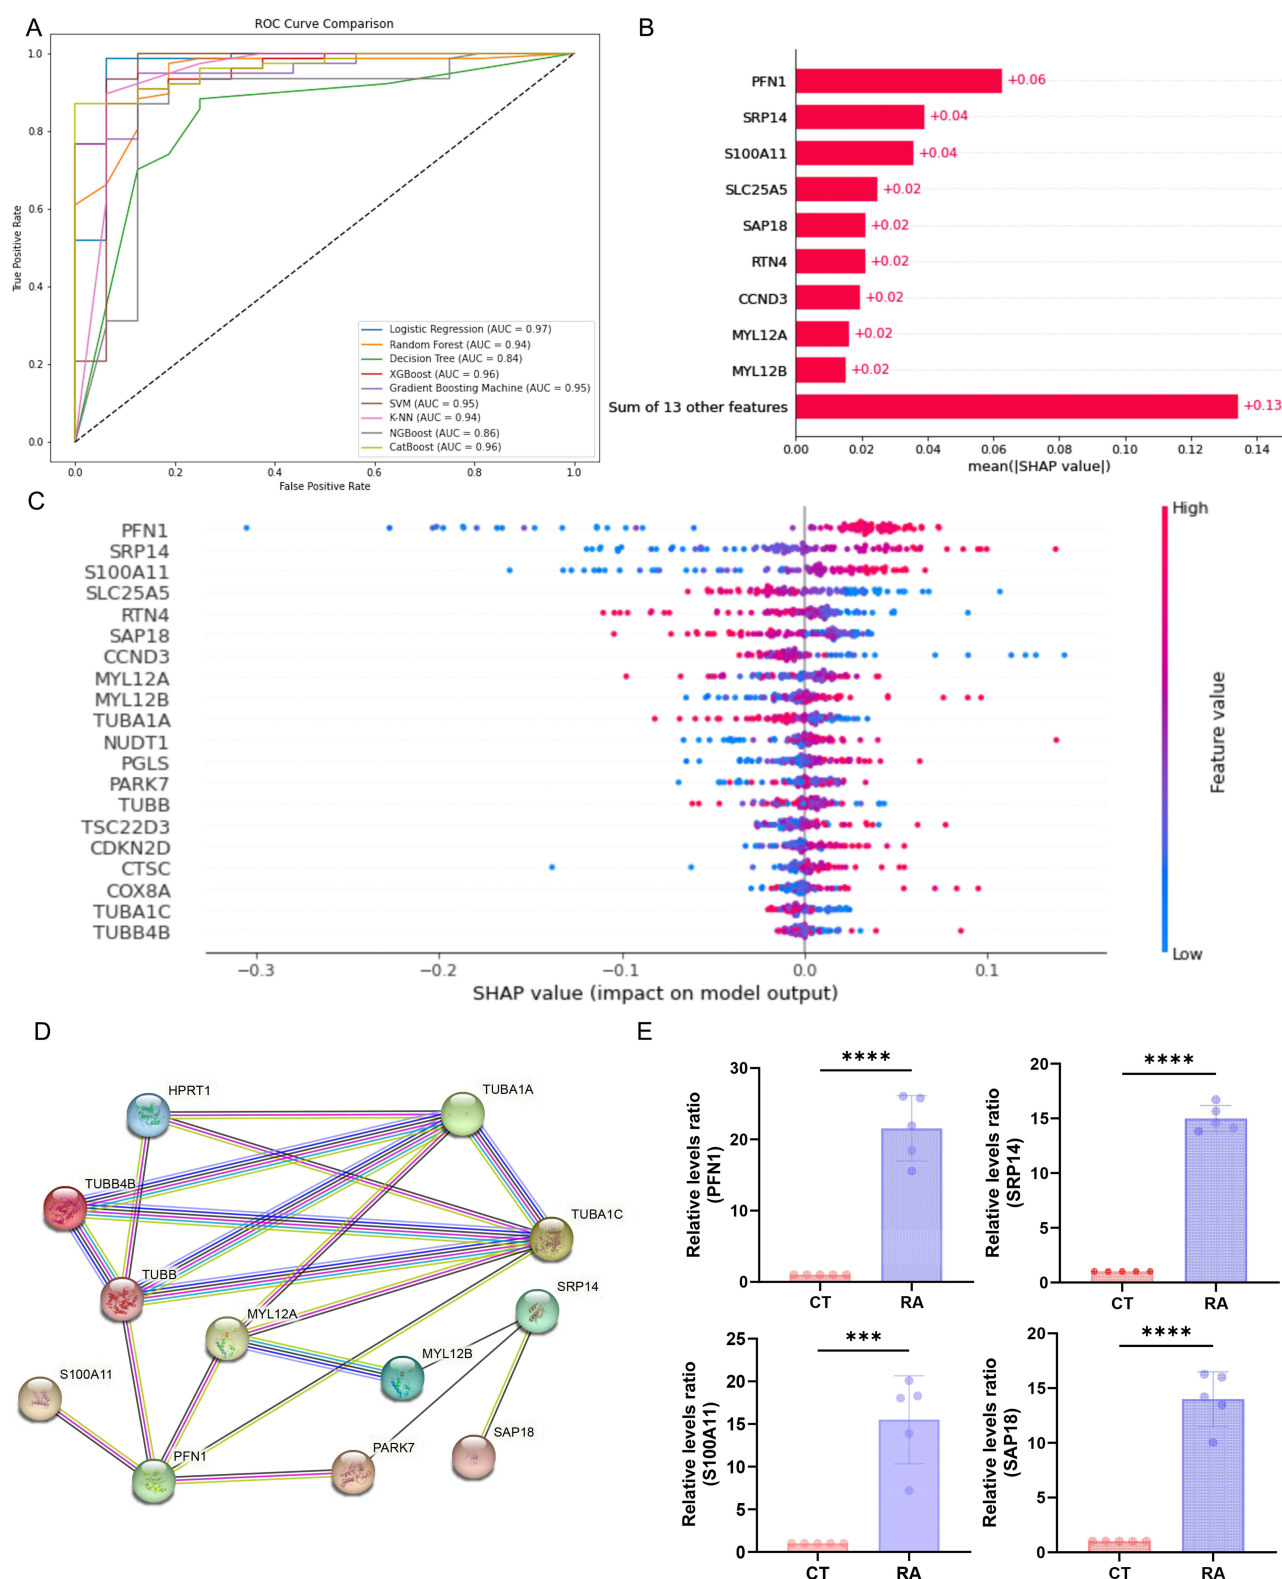 A
ROC Curve Comparison
True Positive Rate
1.0
0.8
0.6
0.4
0.2
0.0
Logistic Regression (AUC = 0.97)
Random Forest (AUC = 0.94)
Decision Tree (AUC = 0.84)
XGBoost (AUC = 0.96)
Gradient Boosting Machine (AUC = 0.95)
SVM (AUC = 0.95)
K-NN (AUC = 0.94)
NGBoost (AUC = 0.86)
CatBoost (AUC = 0.96)
0.0 0.2 0.4 0.6 0.8 1.0
False Positive Rate
B
PFN1 +0.06
SRP14 +0.04
S100A11 +0.04
SLC25A5 +0.02
SAP18 +0.02
RTN4 +0.02
CCND3 +0.02
MYL12A +0.02
MYL12B +0.02
Sum of 13 other features +0.13
0.00 0.02 0.04 0.06 0.08 0.10 0.12 0.14
mean(|SHAP value|)
C
PFN1
SRP14
S100A11
SLC25A5
RTN4
SAP18
CCND3
MYL12A
MYL12B
TUBA1A
NUDT1
PGLS
PARK7
TUBB
TSC22D3
CDKN2D
CTSC
COX8A
TUBA1C
TUBB4B
−0.3 −0.2 −0.1 0.0 0.1
SHAP value (impact on model output)
High
Feature value
Low
D
HPRT1
TUBA1A
TUBB4B
TUBA1C
TUBB
SRP14
MYL12A
MYL12B
S100A11
SAP18
PARK7
PFN1
E
Relative levels ratio
(PFN1)
30
20
10
0
****
CT RA
Relative levels ratio
(SRP14)
20
15
10
5
0
****
CT RA
Relative levels ratio
(S100A11)
25
20
15
10
5
0
***
CT RA
Relative levels ratio
(SAP18)
20
15
10
5
0
****
CT RA